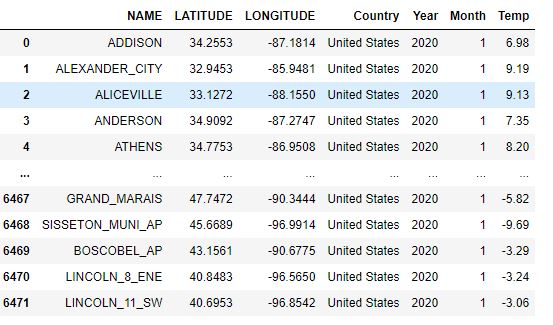 NAME LATITUDE LONGITUDE Country Year Month Temp
0 ADDISON 34.2553 -87.1814 United States 2020 1 6.98
1 ALEXANDER_CITY 32.9453 -85.9481 United States 2020 1 9.19
2 ALICEVILLE 33.1272 -88.1550 United States 2020 1 9.13
3 ANDERSON 34.9092 -87.2747 United States 2020 1 7.35
4 ATHENS 34.7753 -86.9508 United States 2020 1 8.20
... ... ... ... ... ... ... ...
6467 GRAND_MARAIS 47.7472 -90.3444 United States 2020 1 -5.82
6468 SISSETON_MUNI_AP 45.6689 -96.9914 United States 2020 1 -9.69
6469 BOSCOBEL_AP 43.1561 -90.6775 United States 2020 1 -3.29
6470 LINCOLN_8_ENE 40.8483 -96.5650 United States 2020 1 -3.24
6471 LINCOLN_11_SW 40.6953 -96.8542 United States 2020 1 -3.06